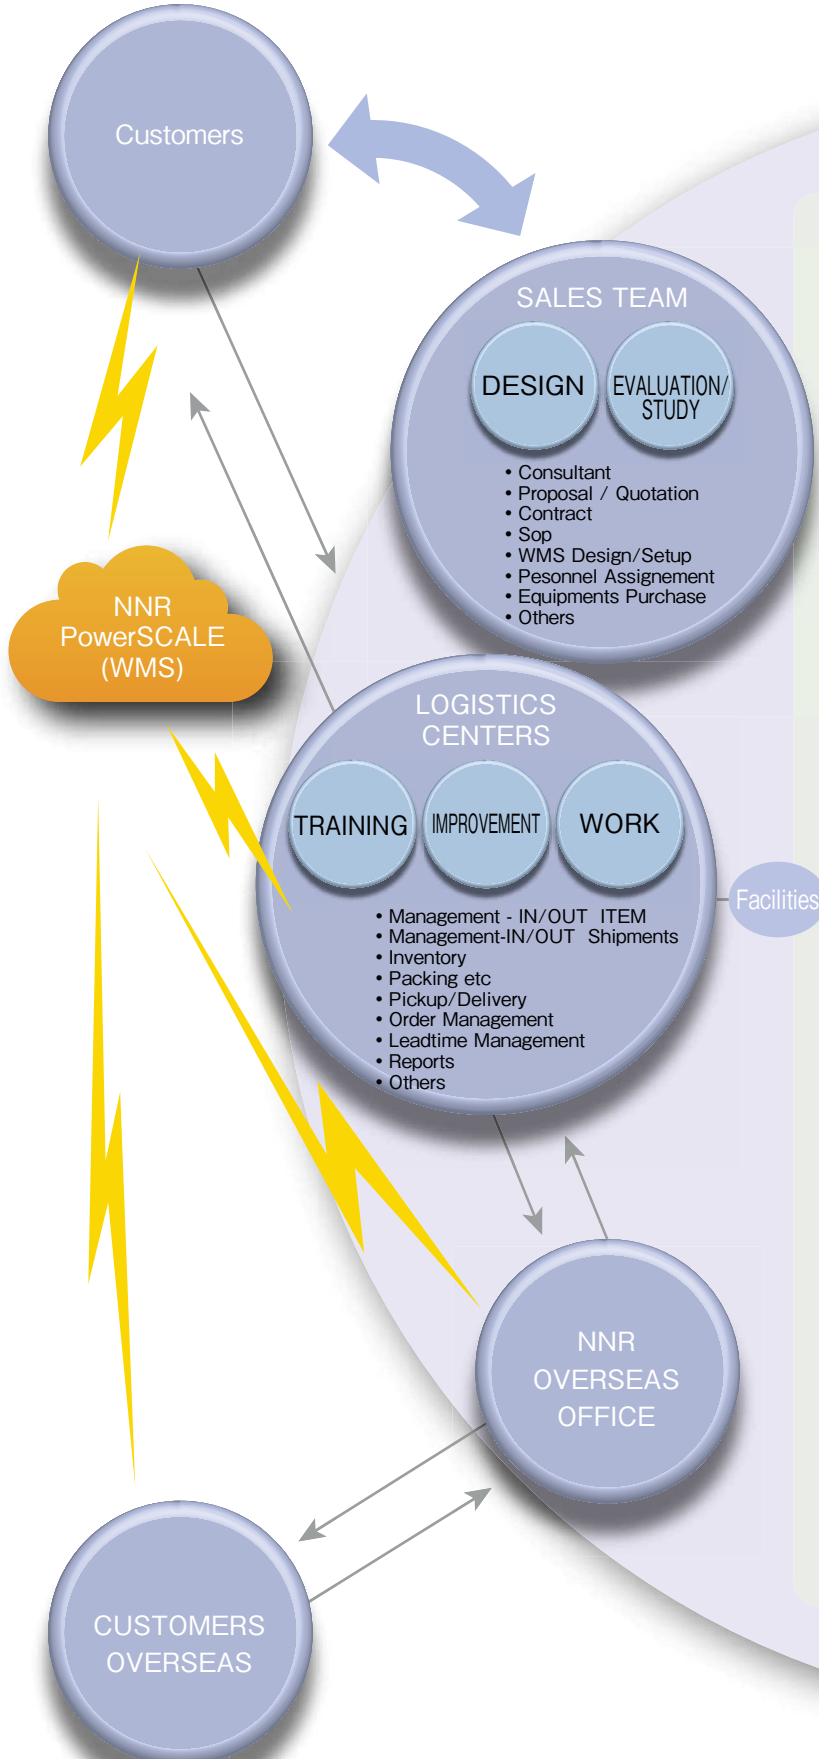 Customers
SALES TEAM
DESIGN
EVALUATION/
STUDY
• Consultant
• Proposal / Quotation
• Contract
• Sop
• WMS Design/Setup
• Pesonnel Assignement
• Equipments Purchase
• Others
NNR
PowerSCALE
(WMS)
LOGISTICS
CENTERS
TRAINING
IMPROVEMENT
WORK
• Management - IN/OUT ITEM
• Management-IN/OUT Shipments
• Inventory
• Packing etc
• Pickup/Delivery
• Order Management
• Leadtime Management
• Reports
• Others
Facilities
NNR
OVERSEAS
OFFICE
CUSTOMERS
OVERSEAS